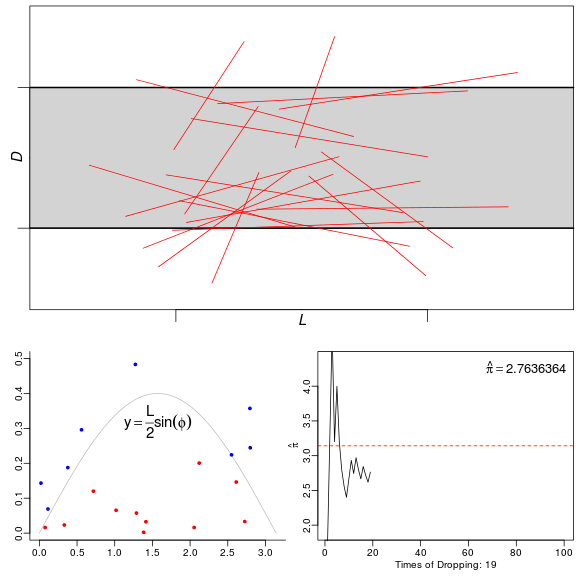 D
L
0.0 0.1 0.2 0.3 0.4 0.5
y = L/2 sin(ϕ)
0.0 0.5 1.0 1.5 2.0 2.5 3.0
π̂ = 2.7636364
π̂
2.0 2.5 3.0 3.5 4.0
0 20 40 60 80 100
Times of Dropping: 19